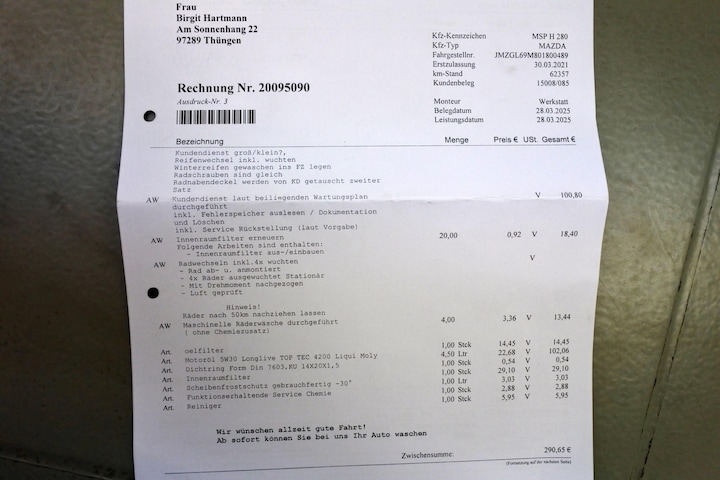 Frau
Birgit Hartmann
Am Sonnenhang 22
97289 Thüngen
Kfz-Kennzeichen MSP H 280
Kfz-Typ MAZDA
Fahrgestellnr. JMZGL69M801800489
Erstzulassung 30.03.2021
km-Stand 62357
Kundenbeleg 15008/085
Rechnung Nr. 20095090
Ausdruck-Nr. 3
Monteur Werkstatt
Belegdatum 28.03.2025
Leistungsdatum 28.03.2025
Bezeichnung Menge Preis € USt. Gesamt €
Kundendienst groß/klein?,
Reifenwechsel inkl. wuchten
Winterreifen gewaschen ins FZ legen
Radschrauben sind gleich
Radnabendeckel werden von KD getauscht zweiter
Satz
AW Kundendienst laut beiliegenden Wartungsplan V 100,80
durchgeführt
inkl. Fehlerspeicher auslesen / Dokumentation
und Löschen
inkl. Service Rückstellung (laut Vorgabe)
AW Innenraumfilter erneuern 20,00 0,92 V 18,40
Folgende Arbeiten sind enthalten:
- Innenraumfilter aus-/einbauen
AW Radwechseln inkl.4x wuchten V
- Rad ab- u. anmontiert
- 4x Räder ausgewuchtet Stationär
- Mit Drehmoment nachgezogen
- Luft geprüft
Hinweis!
Räder nach 50km nachziehen lassen
AW Maschinelle Räderwäsche durchgeführt 4,00 3,36 V 13,44
( ohne Chemiezusatz)
Art. oelfilter 1,00 Stck 14,45 V 14,45
Art. Motoröl 5W30 Longlive TOP TEC 4200 Liqui Moly 4,50 Ltr 22,68 V 102,06
Art. Dichtring Form Din 7603,KU 14X20X1,5 1,00 Stck 0,54 V 0,54
Art. Innenraumfilter 1,00 Stck 29,10 V 29,10
Art. Scheibenfrostschutz gebrauchfertig -30° 1,00 Ltr 3,03 V 3,03
Art. Funktionserhaltende Service Chemie 1,00 Stck 2,88 V 2,88
Art. Reiniger 1,00 Stck 5,95 V 5,95
Wir wünschen allzeit gute Fahrt!
Ab sofort können Sie bei uns Ihr Auto waschen
Zwischensumme: 290,65 €
(Fortsetzung auf der nächsten Seite)